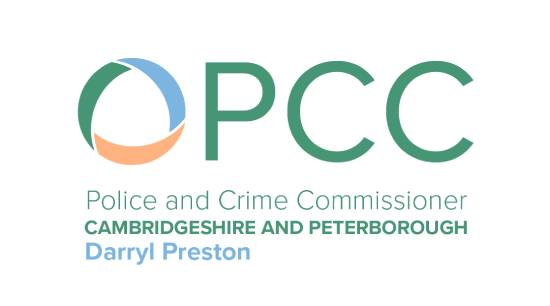 OPCC
Police and Crime Commissioner
CAMBRIDGESHIRE AND PETERBOROUGH
Darryl Preston